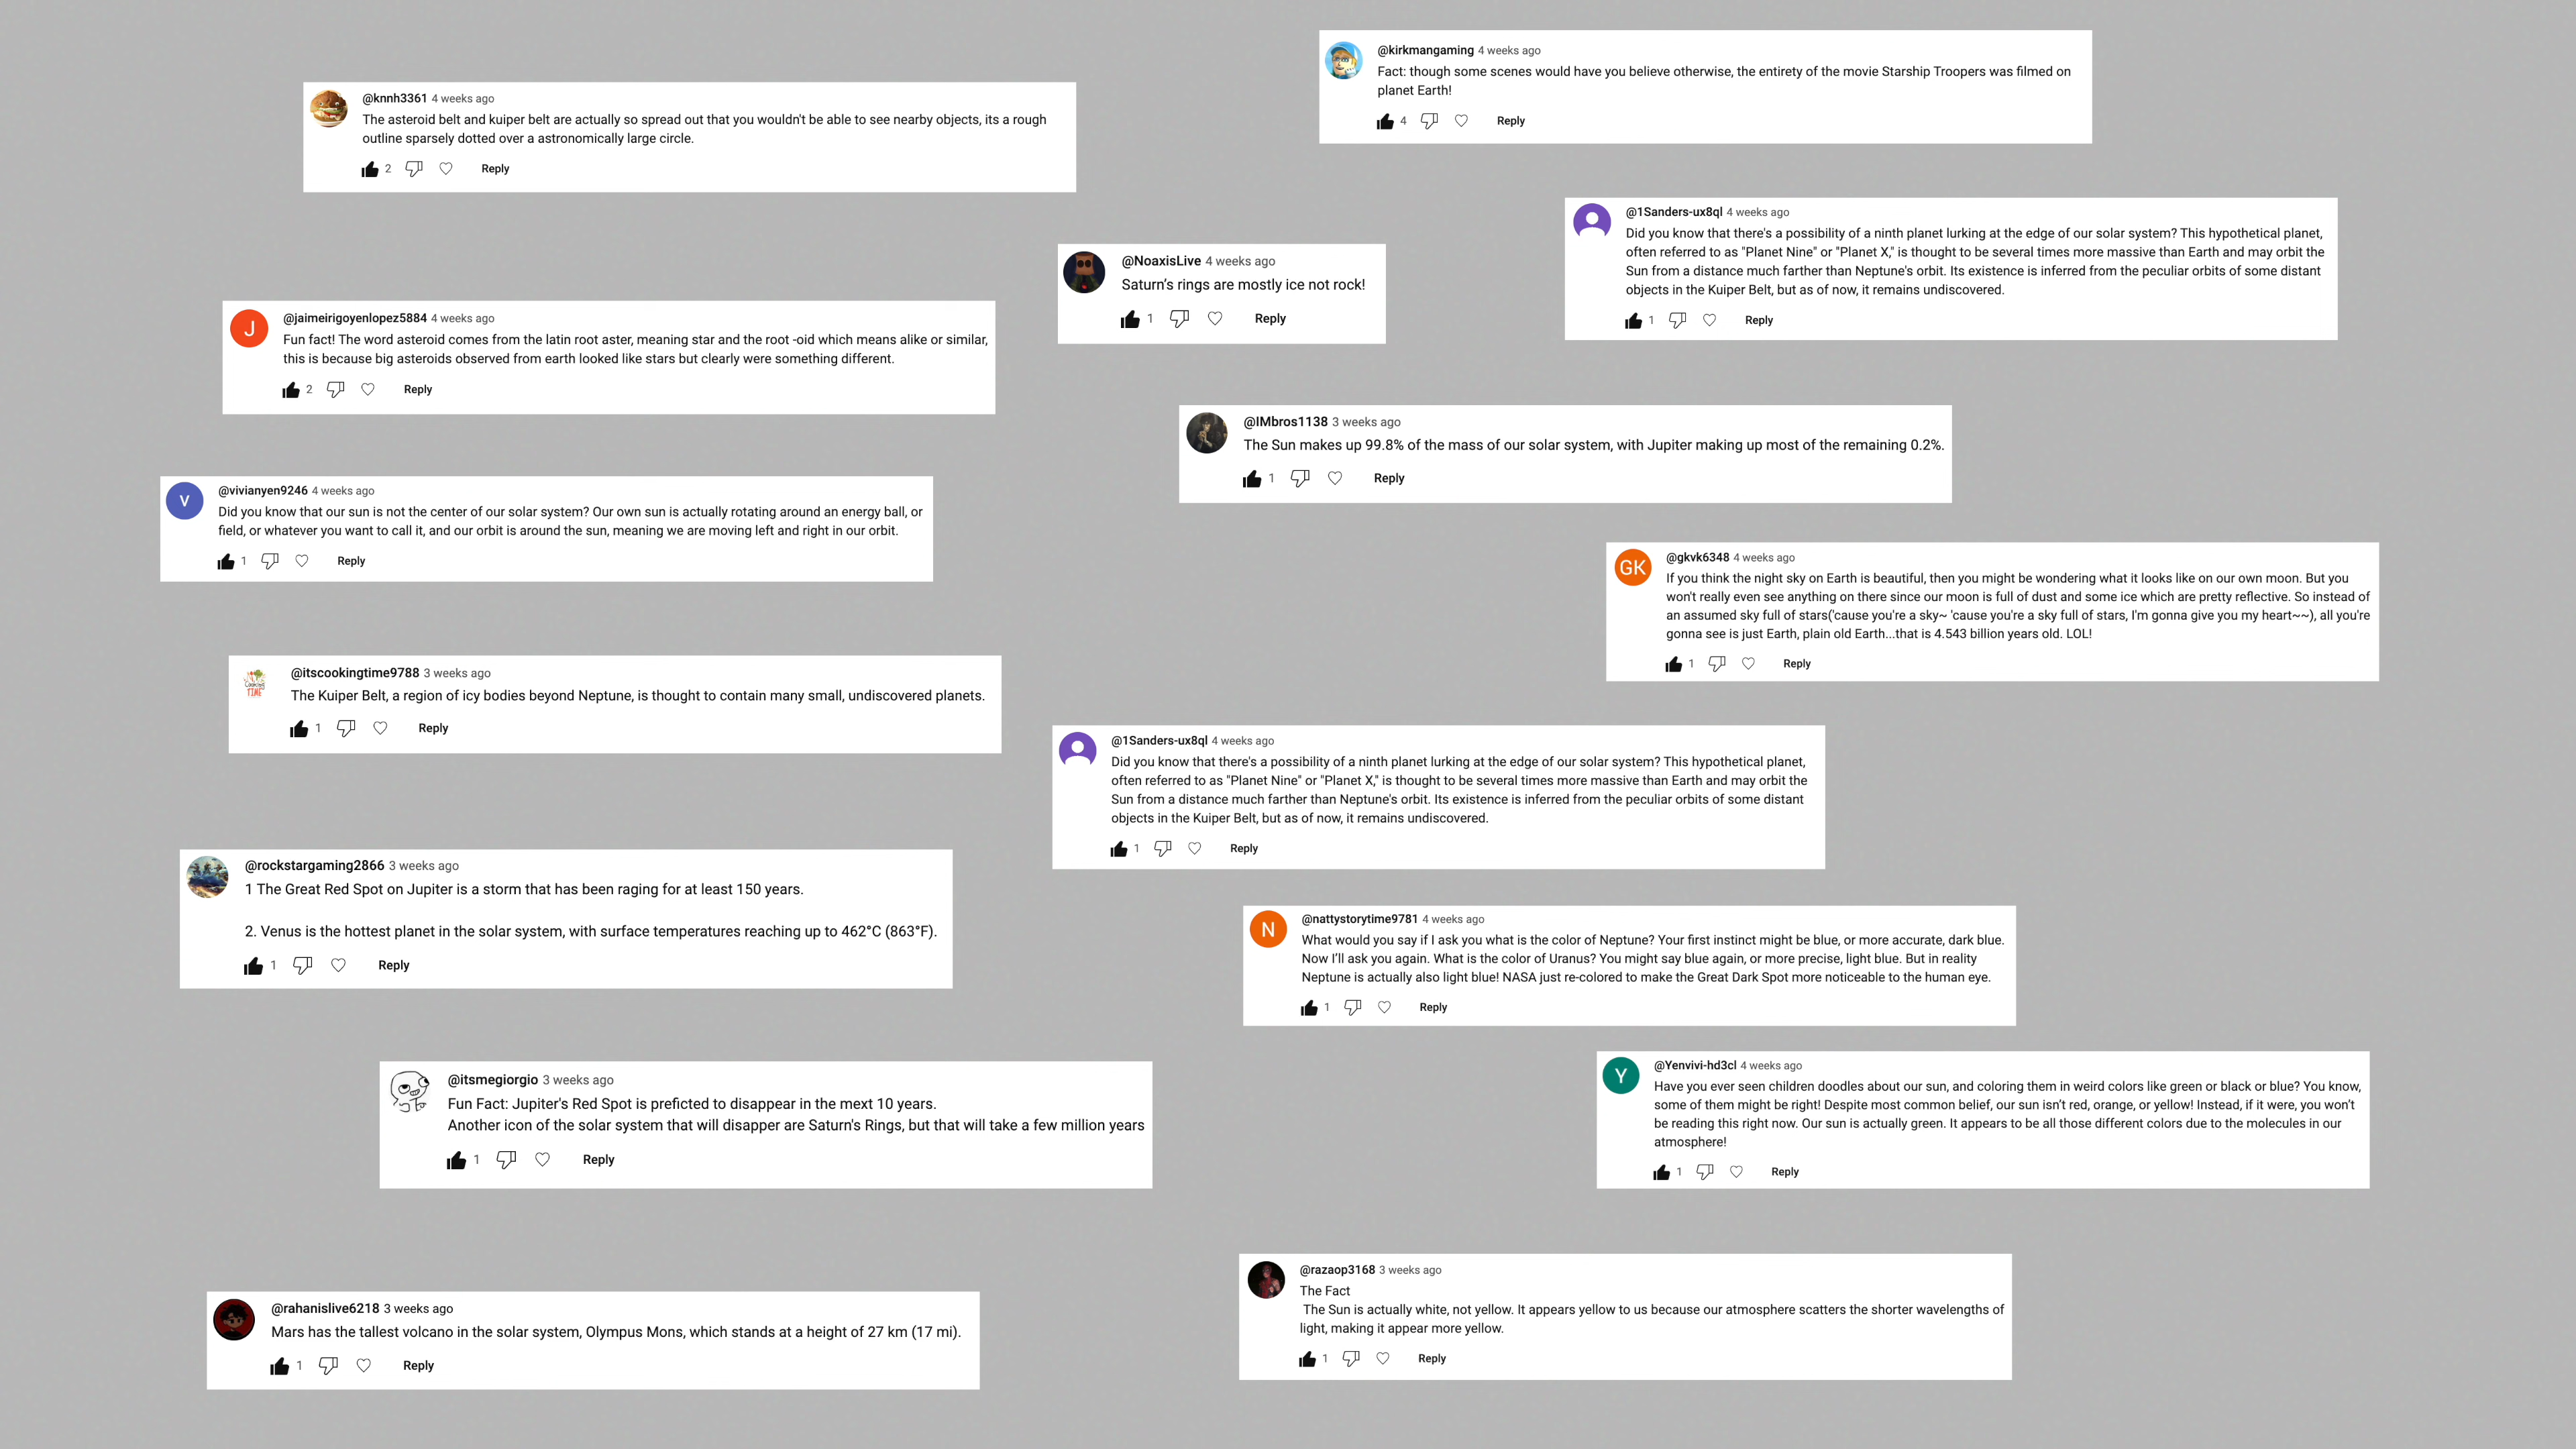 @knnh3361 4 weeks ago
The asteroid belt and kuiper belt are actually so spread out that you wouldn't be able to see nearby objects, its a rough
outline sparsely dotted over a astronomically large circle.
2 Reply
@kirkmangaming 4 weeks ago
Fact: though some scenes would have you believe otherwise, the entirety of the movie Starship Troopers was filmed on
planet Earth!
4 Reply
@1Sanders-ux8ql 4 weeks ago
Did you know that there's a possibility of a ninth planet lurking at the edge of our solar system? This hypothetical planet,
often referred to as "Planet Nine" or "Planet X," is thought to be several times more massive than Earth and may orbit the
Sun from a distance much farther than Neptune's orbit. Its existence is inferred from the peculiar orbits of some distant
objects in the Kuiper Belt, but as of now, it remains undiscovered.
1 Reply
@NoaxisLive 4 weeks ago
Saturn’s rings are mostly ice not rock!
1 Reply
J
@jaimeirigoyenlopez5884 4 weeks ago
Fun fact! The word asteroid comes from the latin root aster, meaning star and the root -oid which means alike or similar,
this is because big asteroids observed from earth looked like stars but clearly were something different.
2 Reply
@IMbros1138 3 weeks ago
The Sun makes up 99.8% of the mass of our solar system, with Jupiter making up most of the remaining 0.2%.
1 Reply
V
@vivianyen9246 4 weeks ago
Did you know that our sun is not the center of our solar system? Our own sun is actually rotating around an energy ball, or
field, or whatever you want to call it, and our orbit is around the sun, meaning we are moving left and right in our orbit.
1 Reply
GK
@gkvk6348 4 weeks ago
If you think the night sky on Earth is beautiful, then you might be wondering what it looks like on our own moon. But you
won't really even see anything on there since our moon is full of dust and some ice which are pretty reflective. So instead of
an assumed sky full of stars('cause you're a sky~ 'cause you're a sky full of stars, I'm gonna give you my heart~~), all you're
gonna see is just Earth, plain old Earth...that is 4.543 billion years old. LOL!
1 Reply
Cooking
TIME
@itscookingtime9788 3 weeks ago
The Kuiper Belt, a region of icy bodies beyond Neptune, is thought to contain many small, undiscovered planets.
1 Reply
@1Sanders-ux8ql 4 weeks ago
Did you know that there's a possibility of a ninth planet lurking at the edge of our solar system? This hypothetical planet,
often referred to as "Planet Nine" or "Planet X," is thought to be several times more massive than Earth and may orbit the
Sun from a distance much farther than Neptune's orbit. Its existence is inferred from the peculiar orbits of some distant
objects in the Kuiper Belt, but as of now, it remains undiscovered.
1 Reply
@rockstargaming2866 3 weeks ago
1 The Great Red Spot on Jupiter is a storm that has been raging for at least 150 years.
2. Venus is the hottest planet in the solar system, with surface temperatures reaching up to 462°C (863°F).
1 Reply
N
@nattystorytime9781 4 weeks ago
What would you say if I ask you what is the color of Neptune? Your first instinct might be blue, or more accurate, dark blue.
Now I’ll ask you again. What is the color of Uranus? You might say blue again, or more precise, light blue. But in reality
Neptune is actually also light blue! NASA just re-colored to make the Great Dark Spot more noticeable to the human eye.
1 Reply
@itsmegiorgio 3 weeks ago
Fun Fact: Jupiter's Red Spot is preficted to disappear in the mext 10 years.
Another icon of the solar system that will disapper are Saturn's Rings, but that will take a few million years
1 Reply
Y
@Yenvivi-hd3cl 4 weeks ago
Have you ever seen children doodles about our sun, and coloring them in weird colors like green or black or blue? You know,
some of them might be right! Despite most common belief, our sun isn’t red, orange, or yellow! Instead, if it were, you won’t
be reading this right now. Our sun is actually green. It appears to be all those different colors due to the molecules in our
atmosphere!
1 Reply
@rahanislive6218 3 weeks ago
Mars has the tallest volcano in the solar system, Olympus Mons, which stands at a height of 27 km (17 mi).
1 Reply
@razaop3168 3 weeks ago
The Fact
The Sun is actually white, not yellow. It appears yellow to us because our atmosphere scatters the shorter wavelengths of
light, making it appear more yellow.
1 Reply